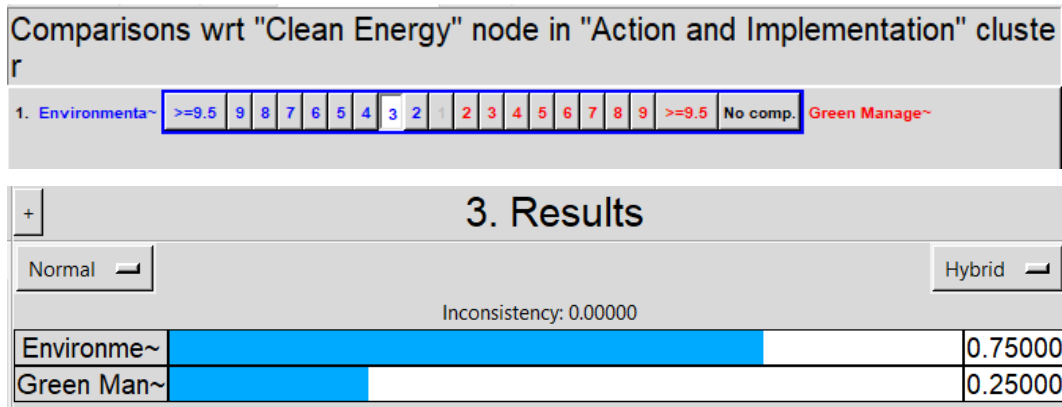 Comparisons wrt "Clean Energy" node in "Action and Implementation" cluste
r
1. Environmenta~ >=9.5 9 8 7 6 5 4 3 2 1 2 3 4 5 6 7 8 9 >=9.5 No comp. Green Manage~
+ 3. Results
Normal Hybrid
Inconsistency: 0.00000
Environme~ 0.75000
Green Man~ 0.25000